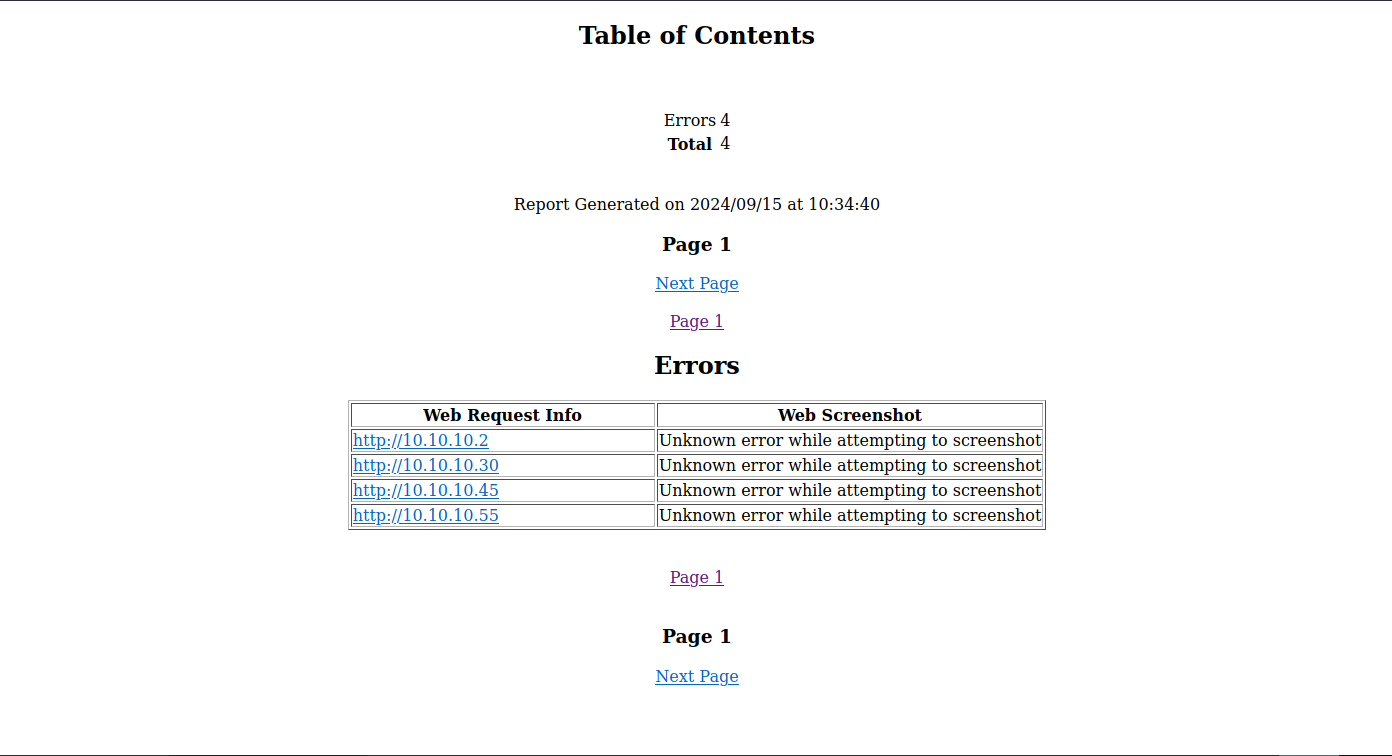 Table of Contents
Errors 4
Total 4
Report Generated on 2024/09/15 at 10:34:40
Page 1
Next Page
Page 1
Errors
Web Request Info Web Screenshot
http://10.10.10.2 Unknown error while attempting to screenshot
http://10.10.10.30 Unknown error while attempting to screenshot
http://10.10.10.45 Unknown error while attempting to screenshot
http://10.10.10.55 Unknown error while attempting to screenshot
Page 1
Page 1
Next Page